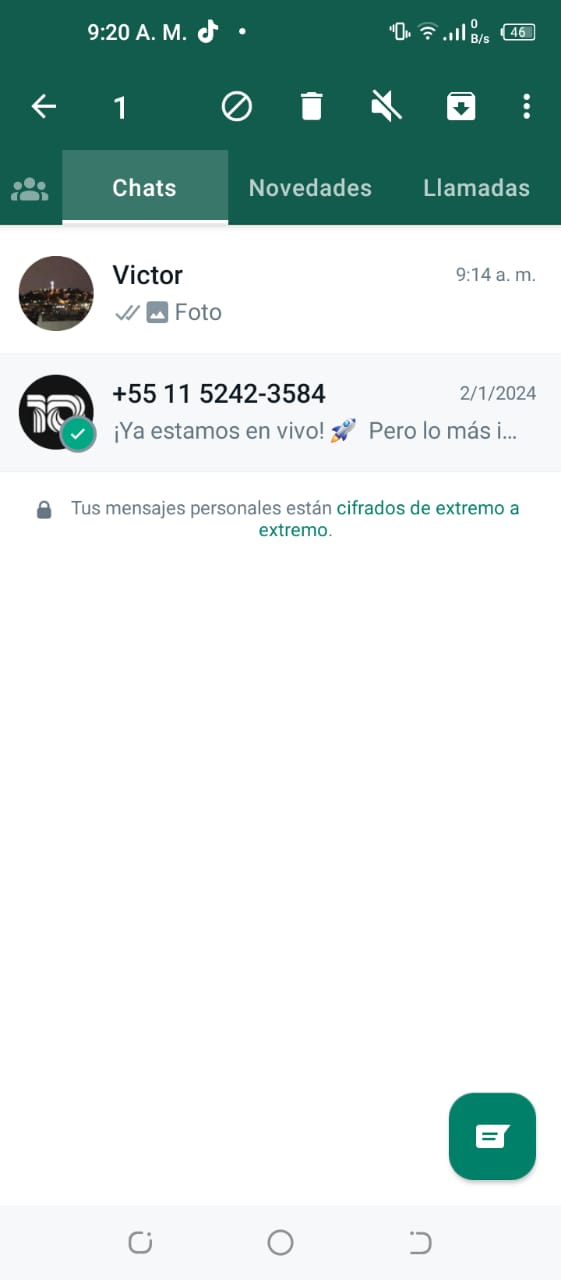 9:20 A. M.
0
B/s
46
1
Chats
Novedades
Llamadas
Victor
9:14 a. m.
Foto
+55 11 5242-3584
2/1/2024
¡Ya estamos en vivo! 🚀 Pero lo más i...
Tus mensajes personales están cifrados de extremo a
extremo.